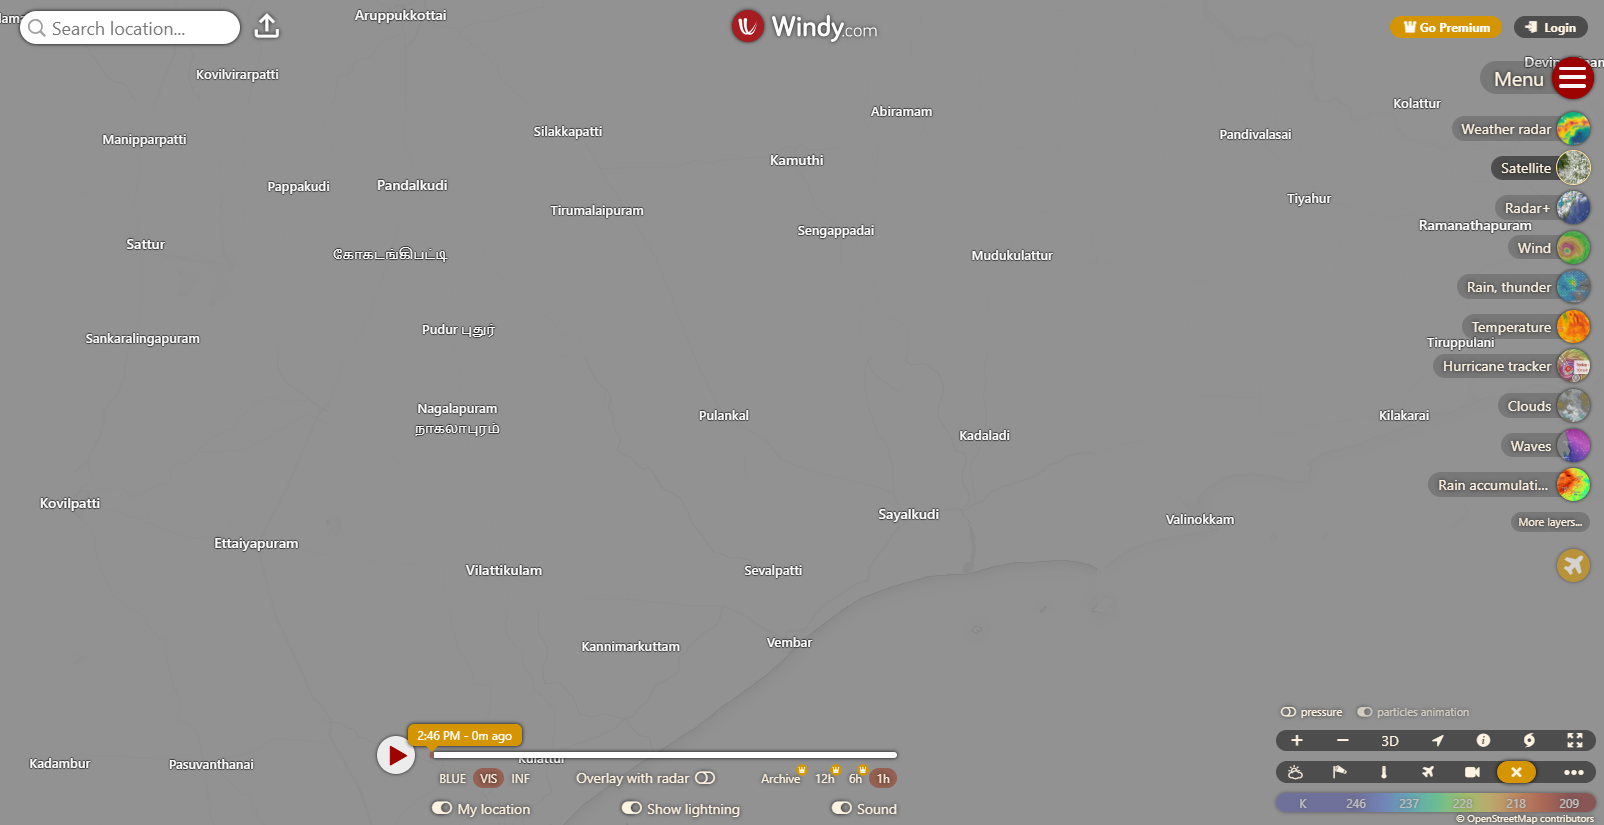 Search location...
Windy.com
Go Premium
Login
Menu
Aruppukkottai
Kovilvirarpatti
Kolattur
Abiramam
Manipparpatti
Silakkapatti
Pandivalasai
Weather radar
Kamuthi
Satellite
Pappakudi
Pandalkudi
Tiyahur
Tirumalaipuram
Radar+
Ramanathapuram
Sengappadai
Sattur
Wind
கோகடங்கிபட்டி
Mudukulattur
Rain, thunder
Pudur புதுர்
Temperature
Sankaralingapuram
Tiruppulani
Hurricane tracker
Nagalapuram
நாகலாபுரம்
Clouds
Pulankal
Kilakarai
Kadaladi
Waves
Rain accumulati...
Kovilpatti
Sayalkudi
Valinokkam
More layers...
Ettaiyapuram
Vilattikulam
Sevalpatti
Kannimarkuttam
Vembar
pressure
particles animation
2:46 PM - 0m ago
3D
Kadambur
Pasuvanthanai
BLUE VIS INF
Overlay with radar
Archive 12h 6h 1h
My location
Show lightning
Sound
K 246 237 228 218 209
© OpenStreetMap contributors